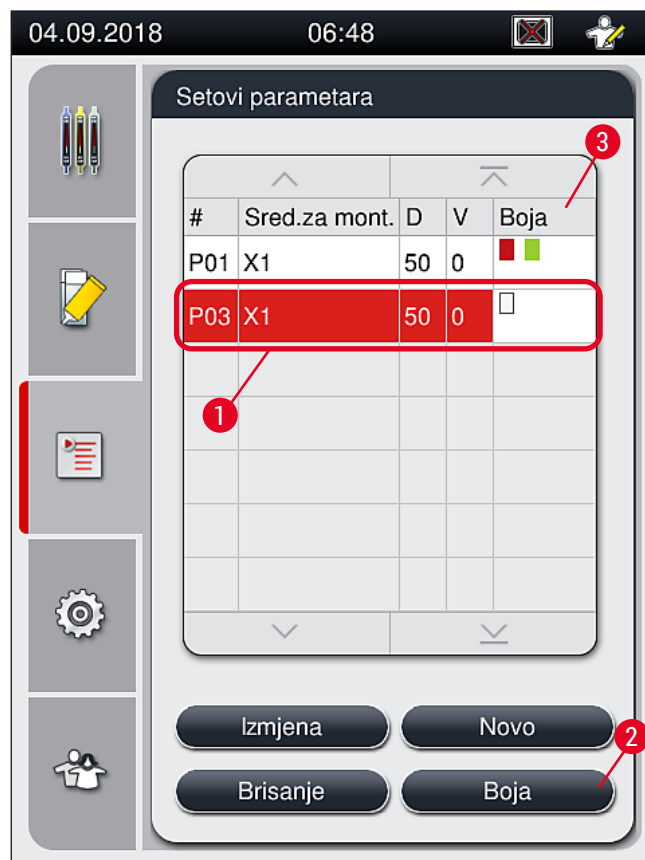 04.09.2018 06:48
Setovi parametara
3
# Sred.za mont. D V Boja
P01 X1 50 0
P03 X1 50 0
1
Izmjena Novo
2
Brisanje Boja